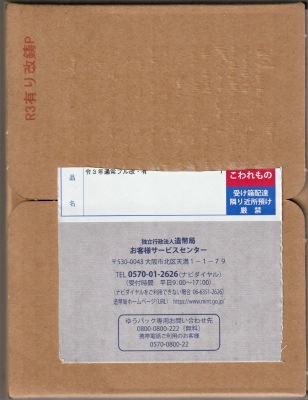 R3有り改鋳P
品名
令3年通常プル改・有
1
こわれもの
受け箱配達
隣り近所預け
厳禁
独立行政法人 造幣局
お客様サービスセンター
〒530-0043 大阪市北区天満1-1-79
TEL 0570-01-2626(ナビダイヤル)
(受付時間 平日9:00~17:00)
(ナビダイヤルをご利用できない場合 06-6351-2626)
造幣局ホームページ(URL) https://www.mint.go.jp/
ゆうパック専用お問い合わせ先
0800-0800-222(無料)
携帯電話ご利用のお客様
0570-0800-22